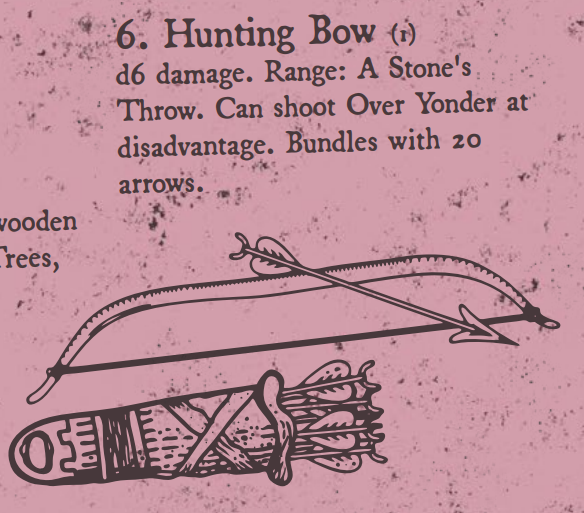 6. Hunting Bow (1)
d6 damage. Range: A Stone's
Throw. Can shoot Over Yonder at
disadvantage. Bundles with 20
arrows.
wooden
Trees,